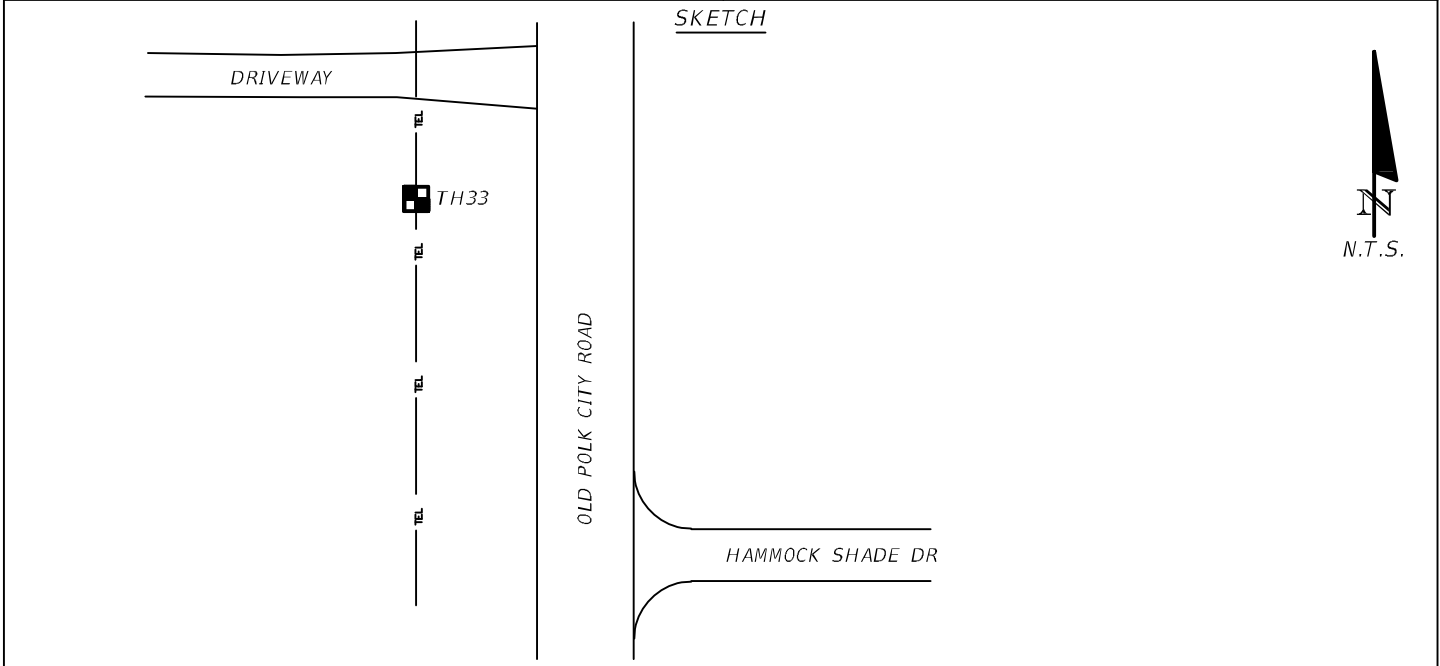 SKETCH
DRIVEWAY
TEL
TH33
N
N.T.S.
TEL
OLD POLK CITY ROAD
TEL
TEL
HAMMOCK SHADE DR